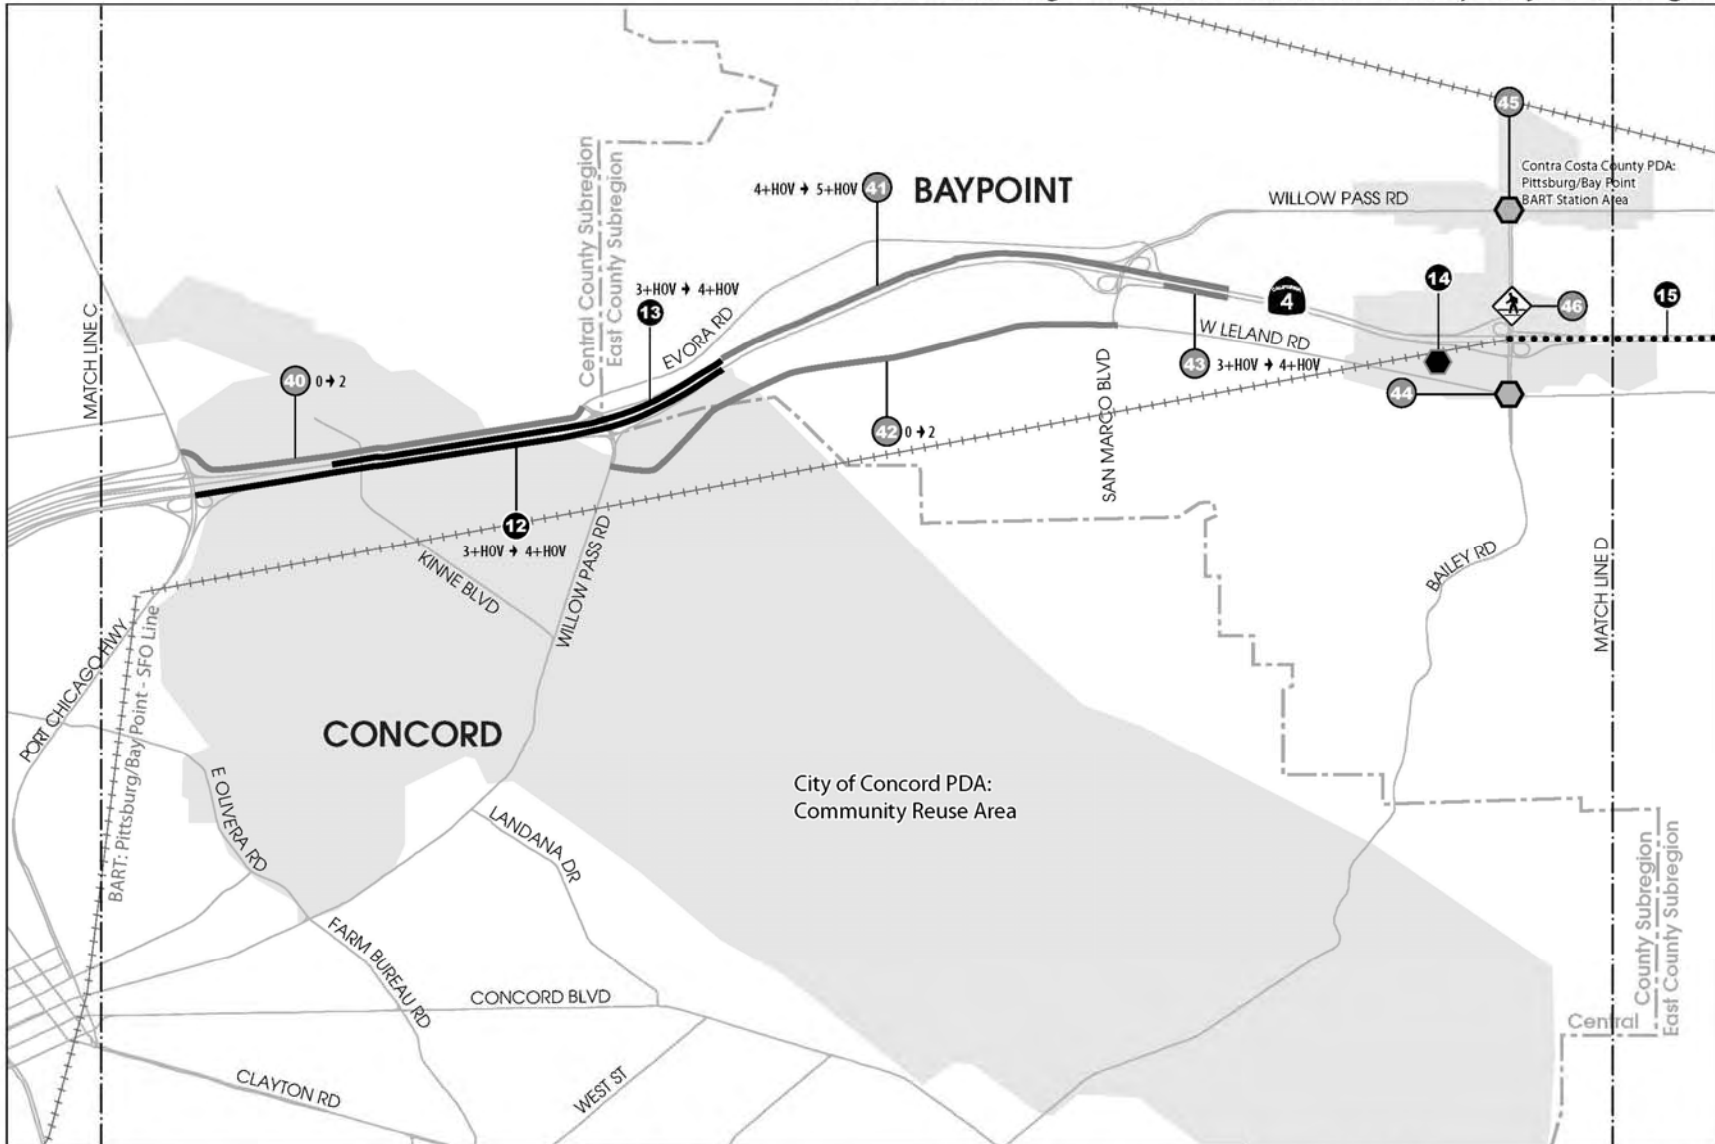 45
Contra Costa County PDA:
Pittsburg/Bay Point
BART Station Area
Central County Subregion
East County Subregion
4+HOV → 5+HOV 41
BAYPOINT
WILLOW PASS RD
MATCH LINE C
3+HOV → 4+HOV
13
EVORA RD
CALIFORNIA
4
14
46
15
W LELAND RD
43 3+HOV → 4+HOV
44
40 0→2
42 0→2
SAN MARCO BLVD
12
3+HOV → 4+HOV
KINNE BLVD
WILLOW PASS RD
BAILEY RD
MATCH LINE D
PORT CHICAGO HWY
BART: Pittsburg/Bay Point - SFO Line
CONCORD
City of Concord PDA:
Community Reuse Area
E OLIVERA RD
LANDANA DR
FARM BUREAU RD
CONCORD BLVD
CLAYTON RD
WEST ST
Central
County Subregion
East County Subregion